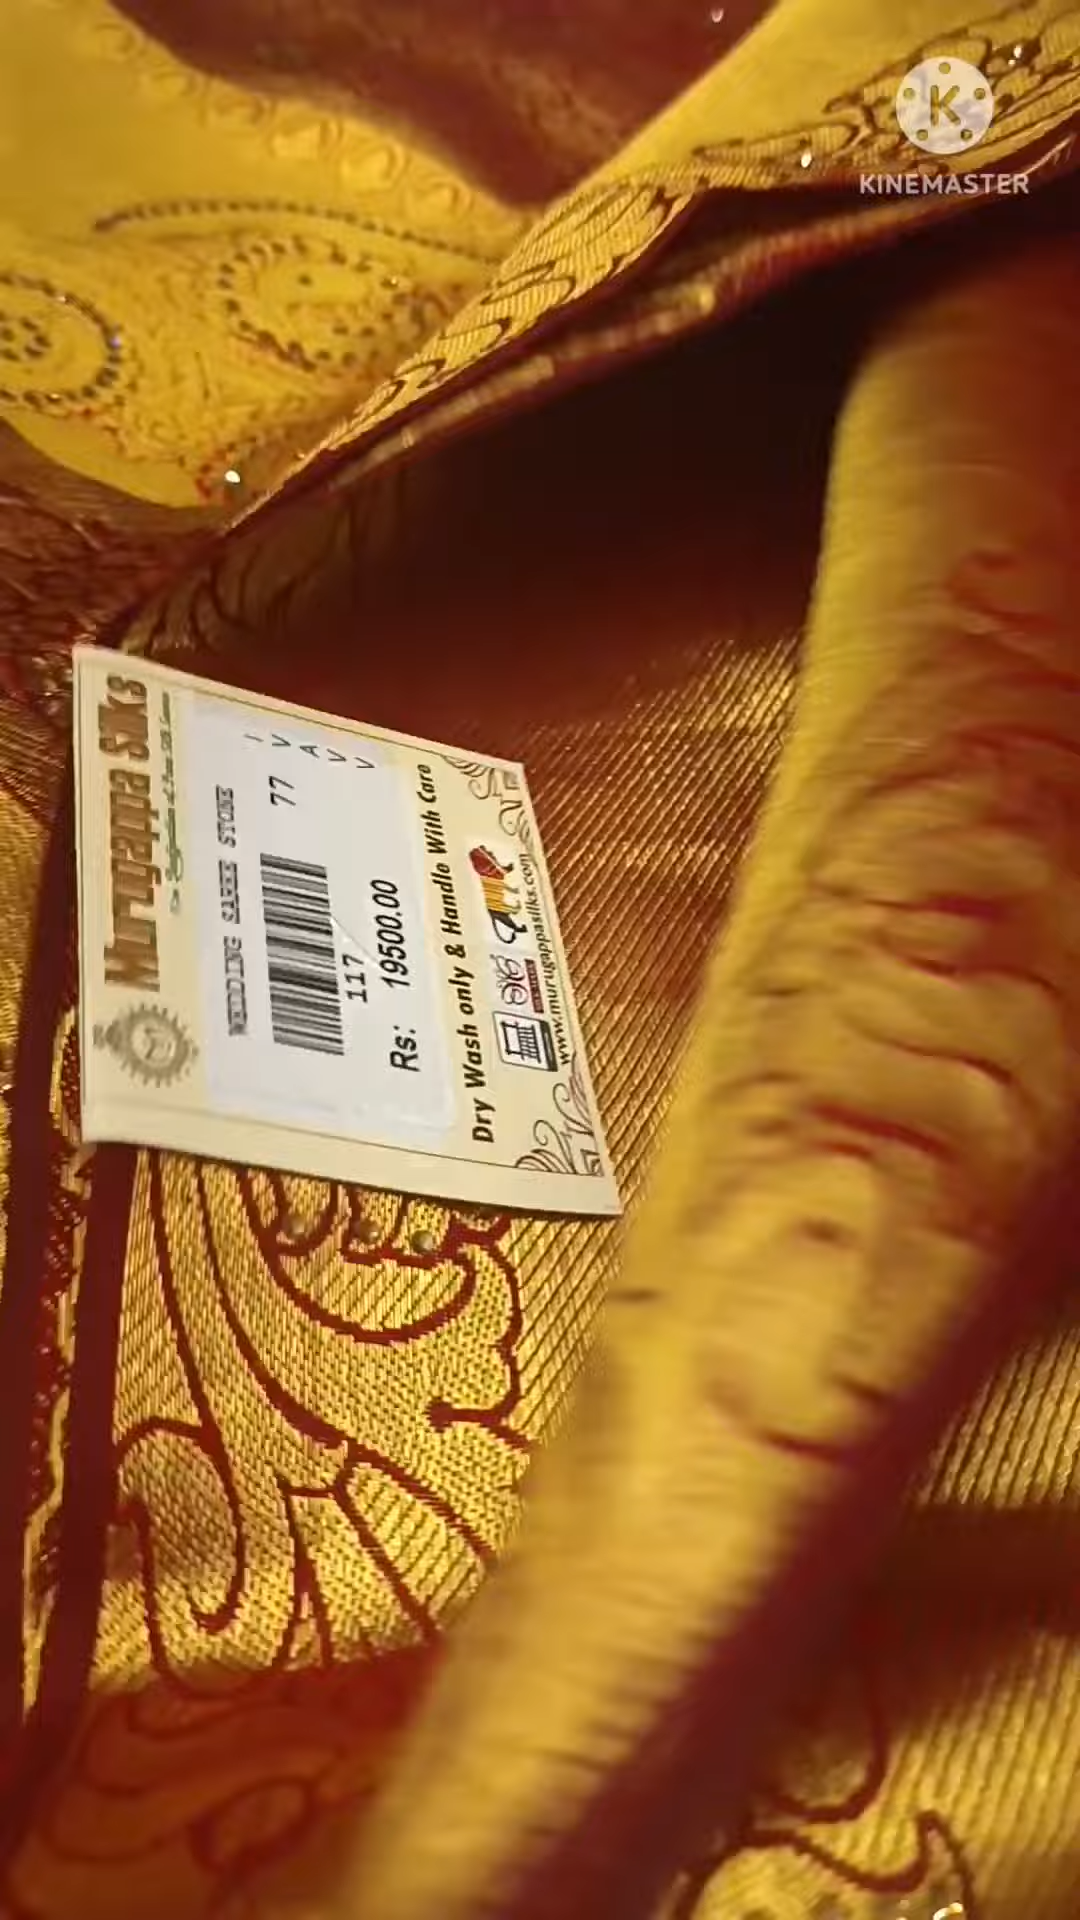 KINEMASTER
Murugappa Silks
WEDDING SAREE STONE
77
I
V
A
V
V
117
Rs: 19500.00
Dry Wash only & Handle With Care
www.murugappasilks.com